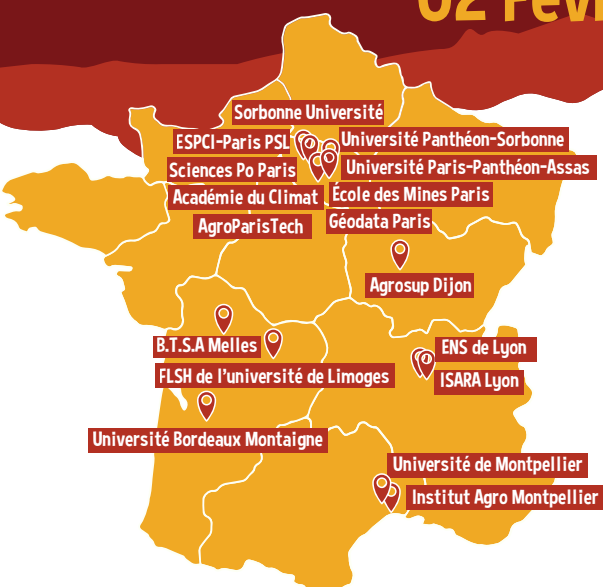 02 Févr
Sorbonne Université
ESPCI-Paris PSL
Université Panthéon-Sorbonne
Sciences Po Paris
Université Paris-Panthéon-Assas
Académie du Climat
École des Mines Paris
AgroParisTech
Géodata Paris
Agrosup Dijon
B.T.S.A Melles
ENS de Lyon
FLSH de l'université de Limoges
ISARA Lyon
Université Bordeaux Montaigne
Université de Montpellier
Institut Agro Montpellier